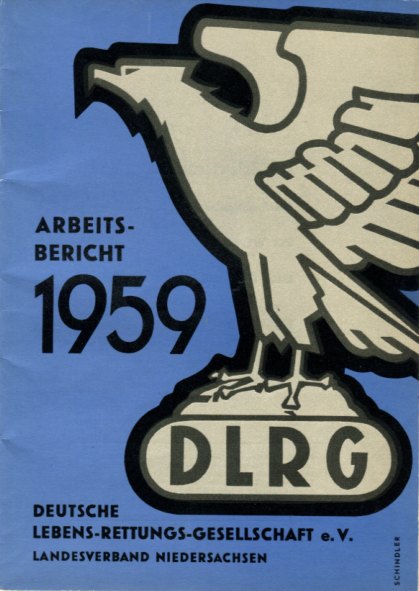 ARBEITS-
BERICHT
1959
DLRG
DEUTSCHE
LEBENS-RETTUNGS-GESELLSCHAFT e.V.
LANDESVERBAND NIEDERSACHSEN
SCHINDLER